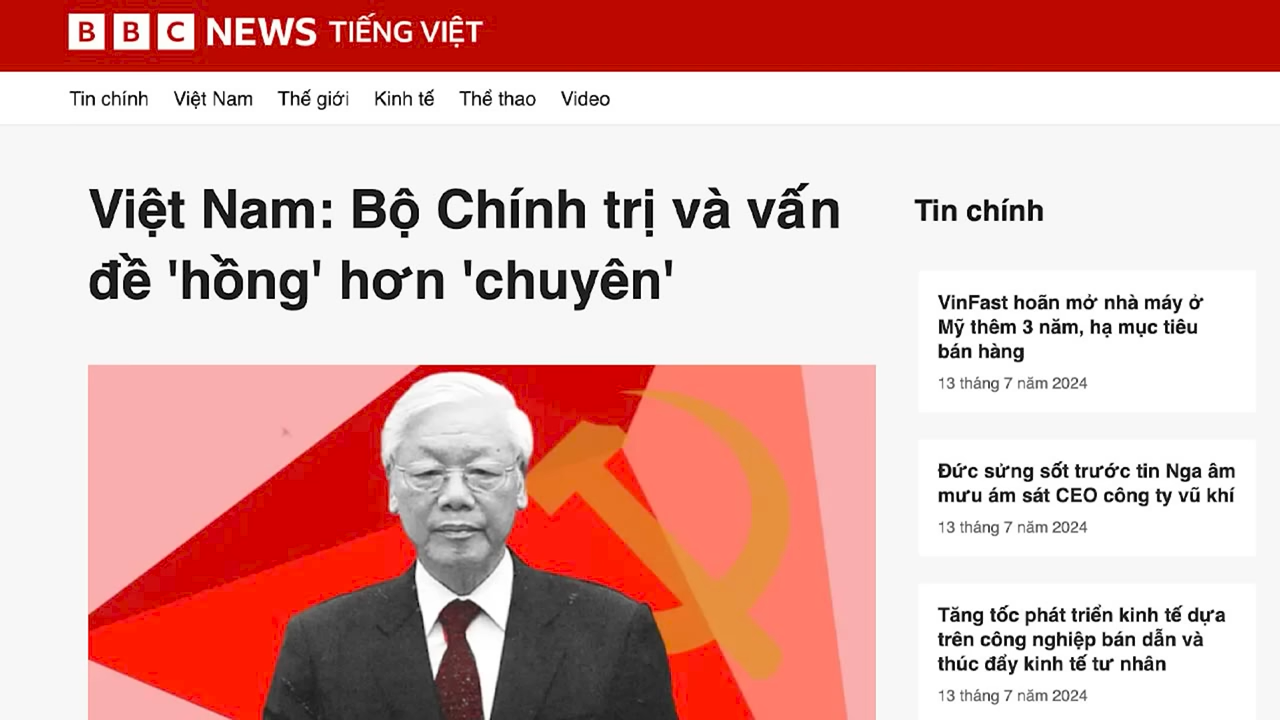 BBC NEWS TIẾNG VIỆT
Tin chính Việt Nam Thế giới Kinh tế Thể thao Video
Việt Nam: Bộ Chính trị và vấn
đề 'hồng' hơn 'chuyên'
Tin chính
VinFast hoãn mở nhà máy ở
Mỹ thêm 3 năm, hạ mục tiêu
bán hàng
13 tháng 7 năm 2024
Đức sửng sốt trước tin Nga âm
mưu ám sát CEO công ty vũ khí
13 tháng 7 năm 2024
Tăng tốc phát triển kinh tế dựa
trên công nghiệp bán dẫn và
thúc đẩy kinh tế tư nhân
13 tháng 7 năm 2024